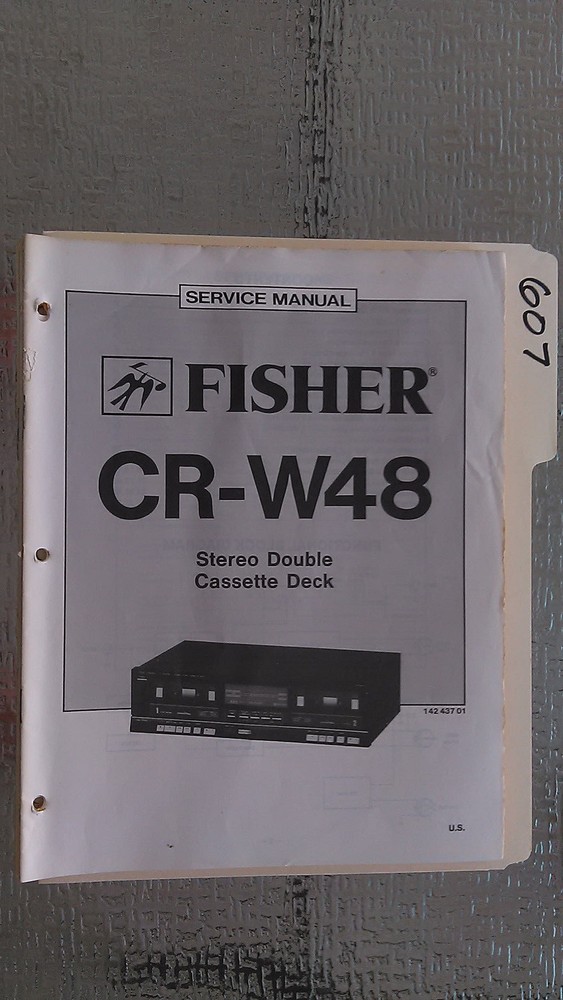 SERVICE MANUAL
FISHER®
CR-W48
Stereo Double
Cassette Deck
142 437 01
U.S.
607